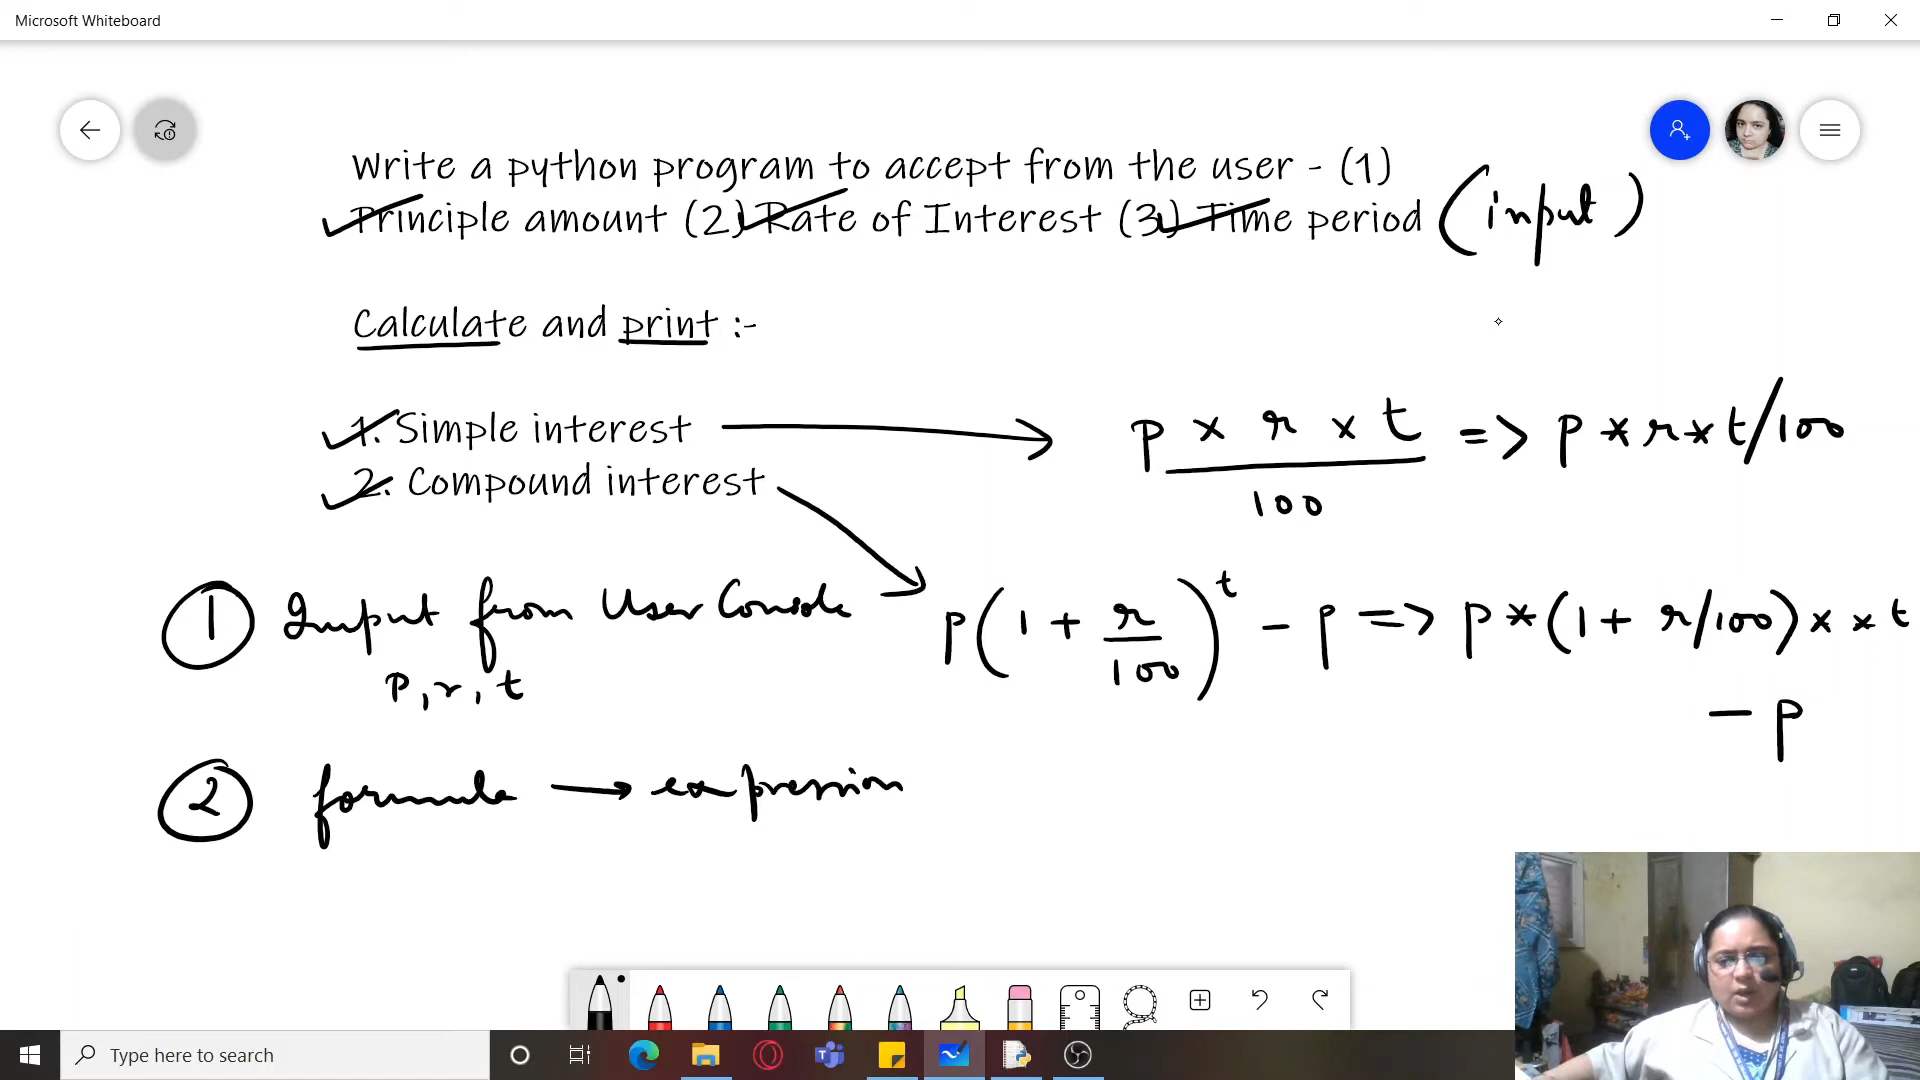 Microsoft Whiteboard
Write a python program to accept from the user - (1)
Principle amount (2) Rate of Interest (3) Time period (input)
Calculate and print :-
1. Simple interest
p × r × t
100
=> p * r * t/100
2. Compound interest
p(1 + r/100)^t - p => p * (1 + r/100) * * t
- p
1 Input from User Console
p, r, t
2 formula → expression
Type here to search